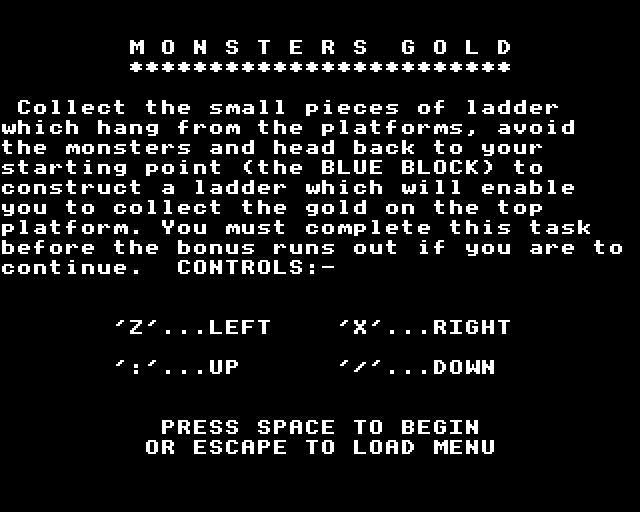 M O N S T E R S  G O L D
************************
Collect the small pieces of ladder
which hang from the platforms, avoid
the monsters and head back to your
starting point (the BLUE BLOCK) to
construct a ladder which will enable
you to collect the gold on the top
platform. You must complete this task
before the bonus runs out if you are to
continue.  CONTROLS:-
'Z'...LEFT    'X'...RIGHT
':'...UP      '/'...DOWN
PRESS SPACE TO BEGIN
OR ESCAPE TO LOAD MENU